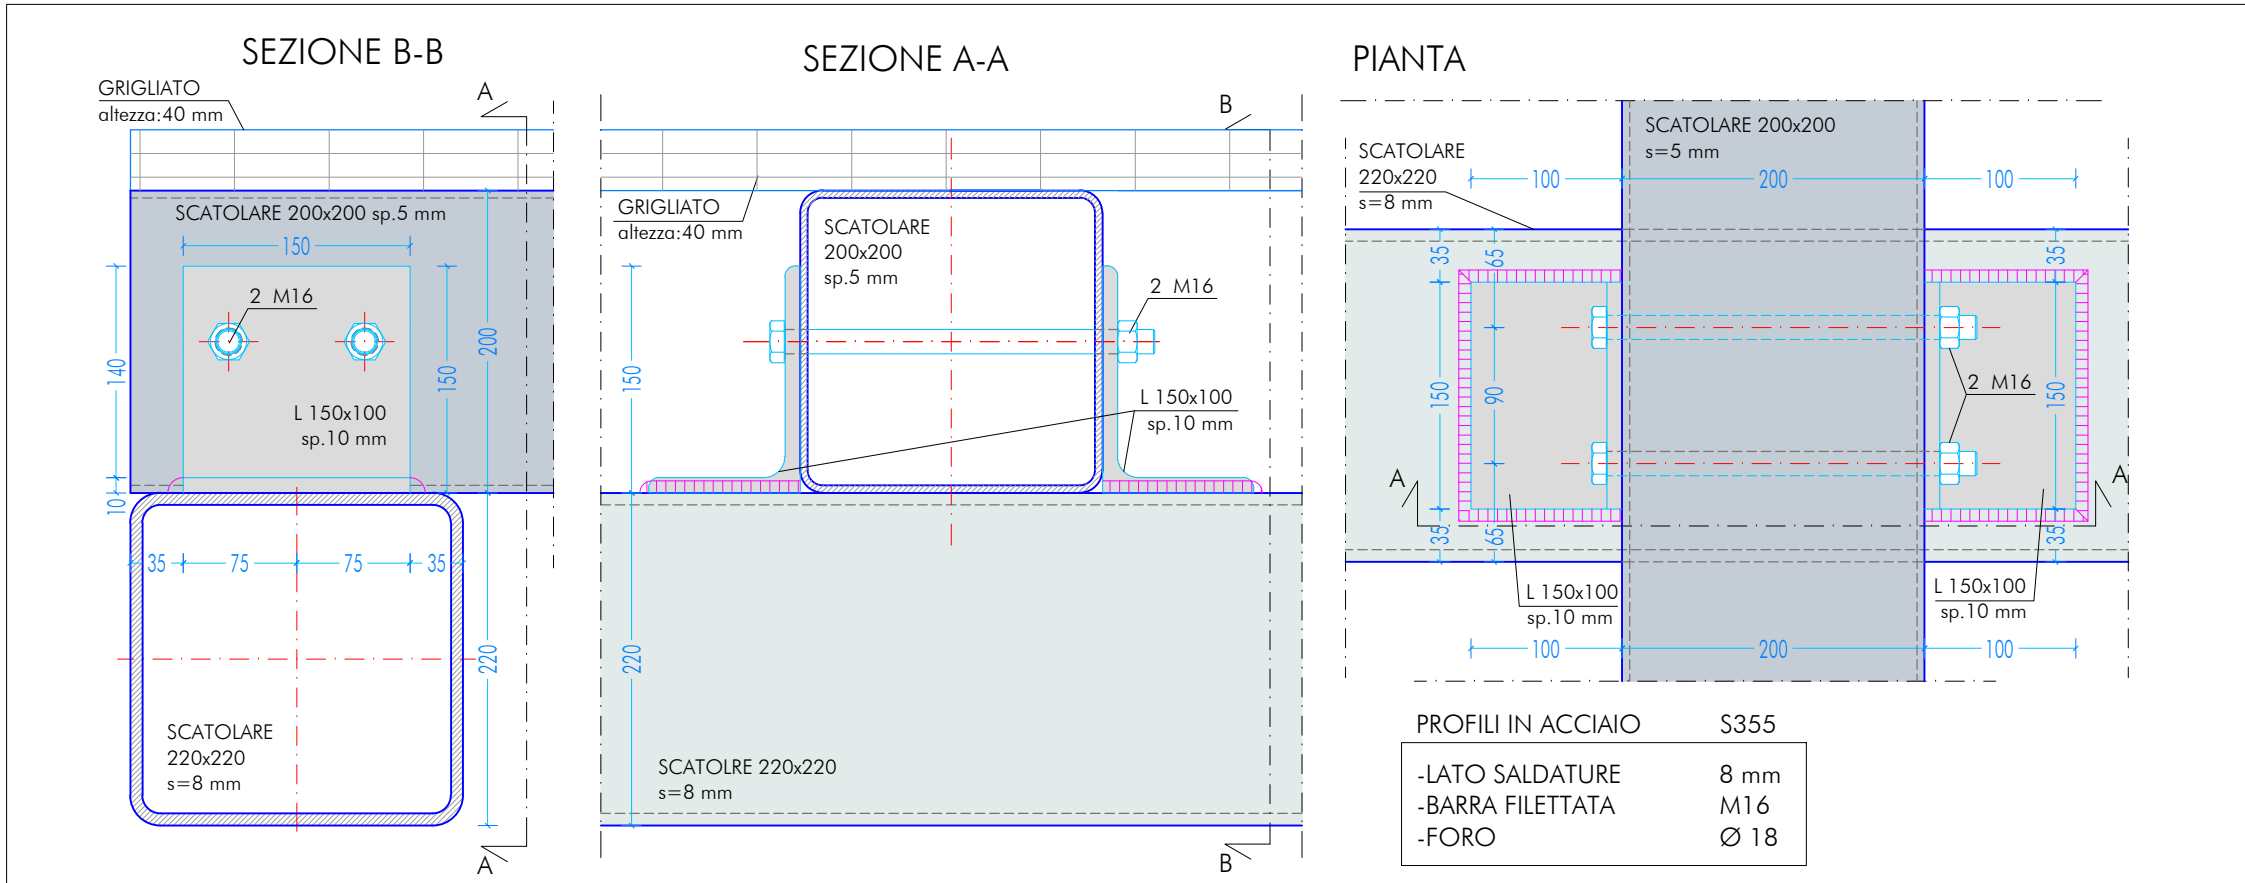 SEZIONE B-B
GRIGLIATO
altezza:40 mm
A
SCATOLARE 200x200 sp.5 mm
150
2 M16
140
150
200
L 150x100
sp.10 mm
10
35
75
75
35
220
SCATOLARE
220x220
s=8 mm
A
SEZIONE A-A
B
GRIGLIATO
altezza:40 mm
SCATOLARE
200x200
sp.5 mm
2 M16
150
L 150x100
sp.10 mm
220
SCATOLRE 220x220
s=8 mm
B
PIANTA
SCATOLARE 200x200
s=5 mm
SCATOLARE
220x220
s=8 mm
100
200
100
35
65
35
150
90
2 M16
150
A
A
35
65
35
L 150x100
sp.10 mm
L 150x100
sp.10 mm
100
200
100
PROFILI IN ACCIAIO S355
-LATO SALDATURE 8 mm
-BARRA FILETTATA M16
-FORO Ø 18